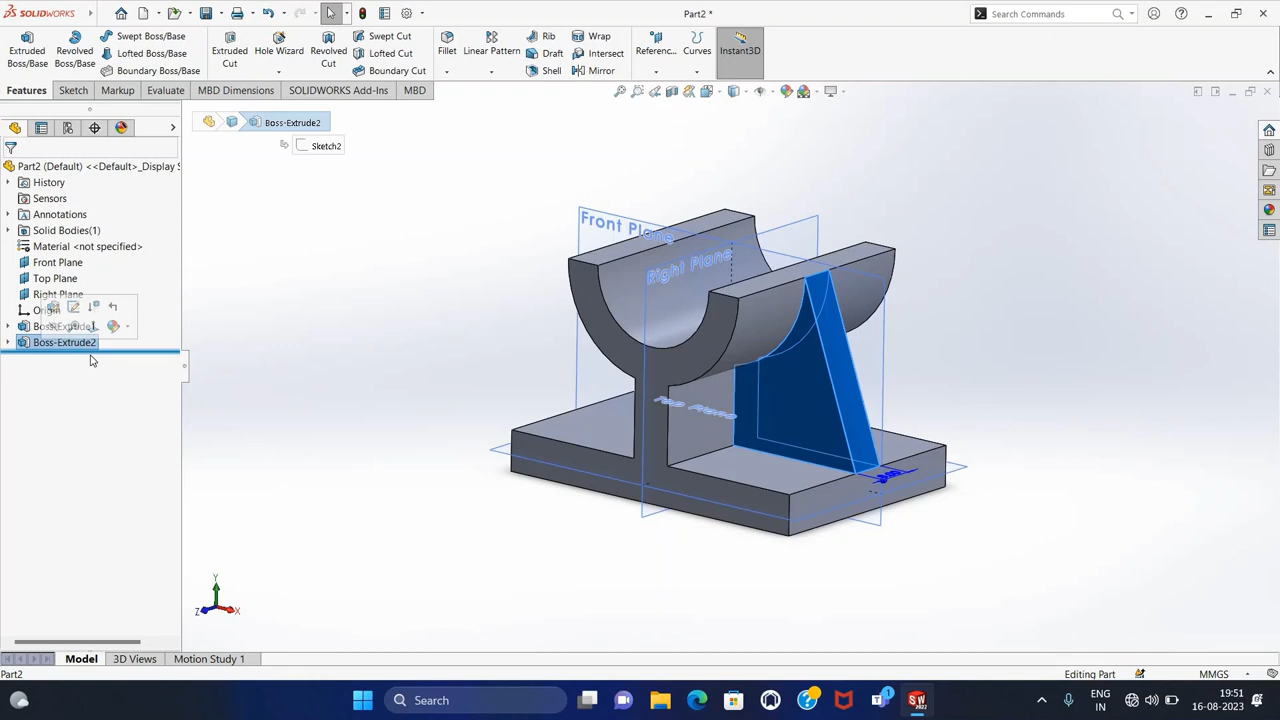 SOLIDWORKS
Part2 *
Search Commands
Extruded Boss/Base
Revolved Boss/Base
Swept Boss/Base
Lofted Boss/Base
Boundary Boss/Base
Extruded Cut
Hole Wizard
Revolved Cut
Swept Cut
Lofted Cut
Boundary Cut
Fillet
Linear Pattern
Rib
Draft
Shell
Wrap
Intersect
Mirror
Referenc...
Curves
Instant3D
Features
Sketch
Markup
Evaluate
MBD Dimensions
SOLIDWORKS Add-Ins
MBD
Boss-Extrude2
Sketch2
Part2 (Default) <<Default>_Display S
History
Sensors
Annotations
Solid Bodies(1)
Material <not specified>
Front Plane
Top Plane
Right Plane
Boss-Extrude2
Front Plane
Right Plane
Top Plane
Y
Z
X
Model
3D Views
Motion Study 1
Part2
Editing Part
MMGS
Search
1
ENG
IN
19:51
16-08-2023